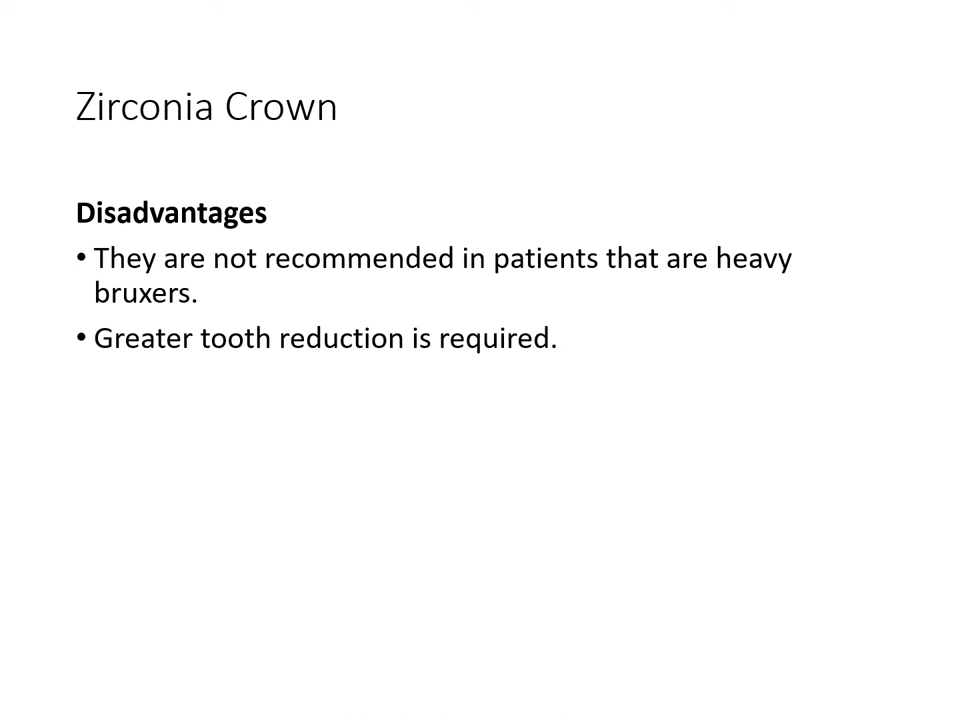 Zirconia Crown
Disadvantages
• They are not recommended in patients that are heavy
bruxers.
• Greater tooth reduction is required.